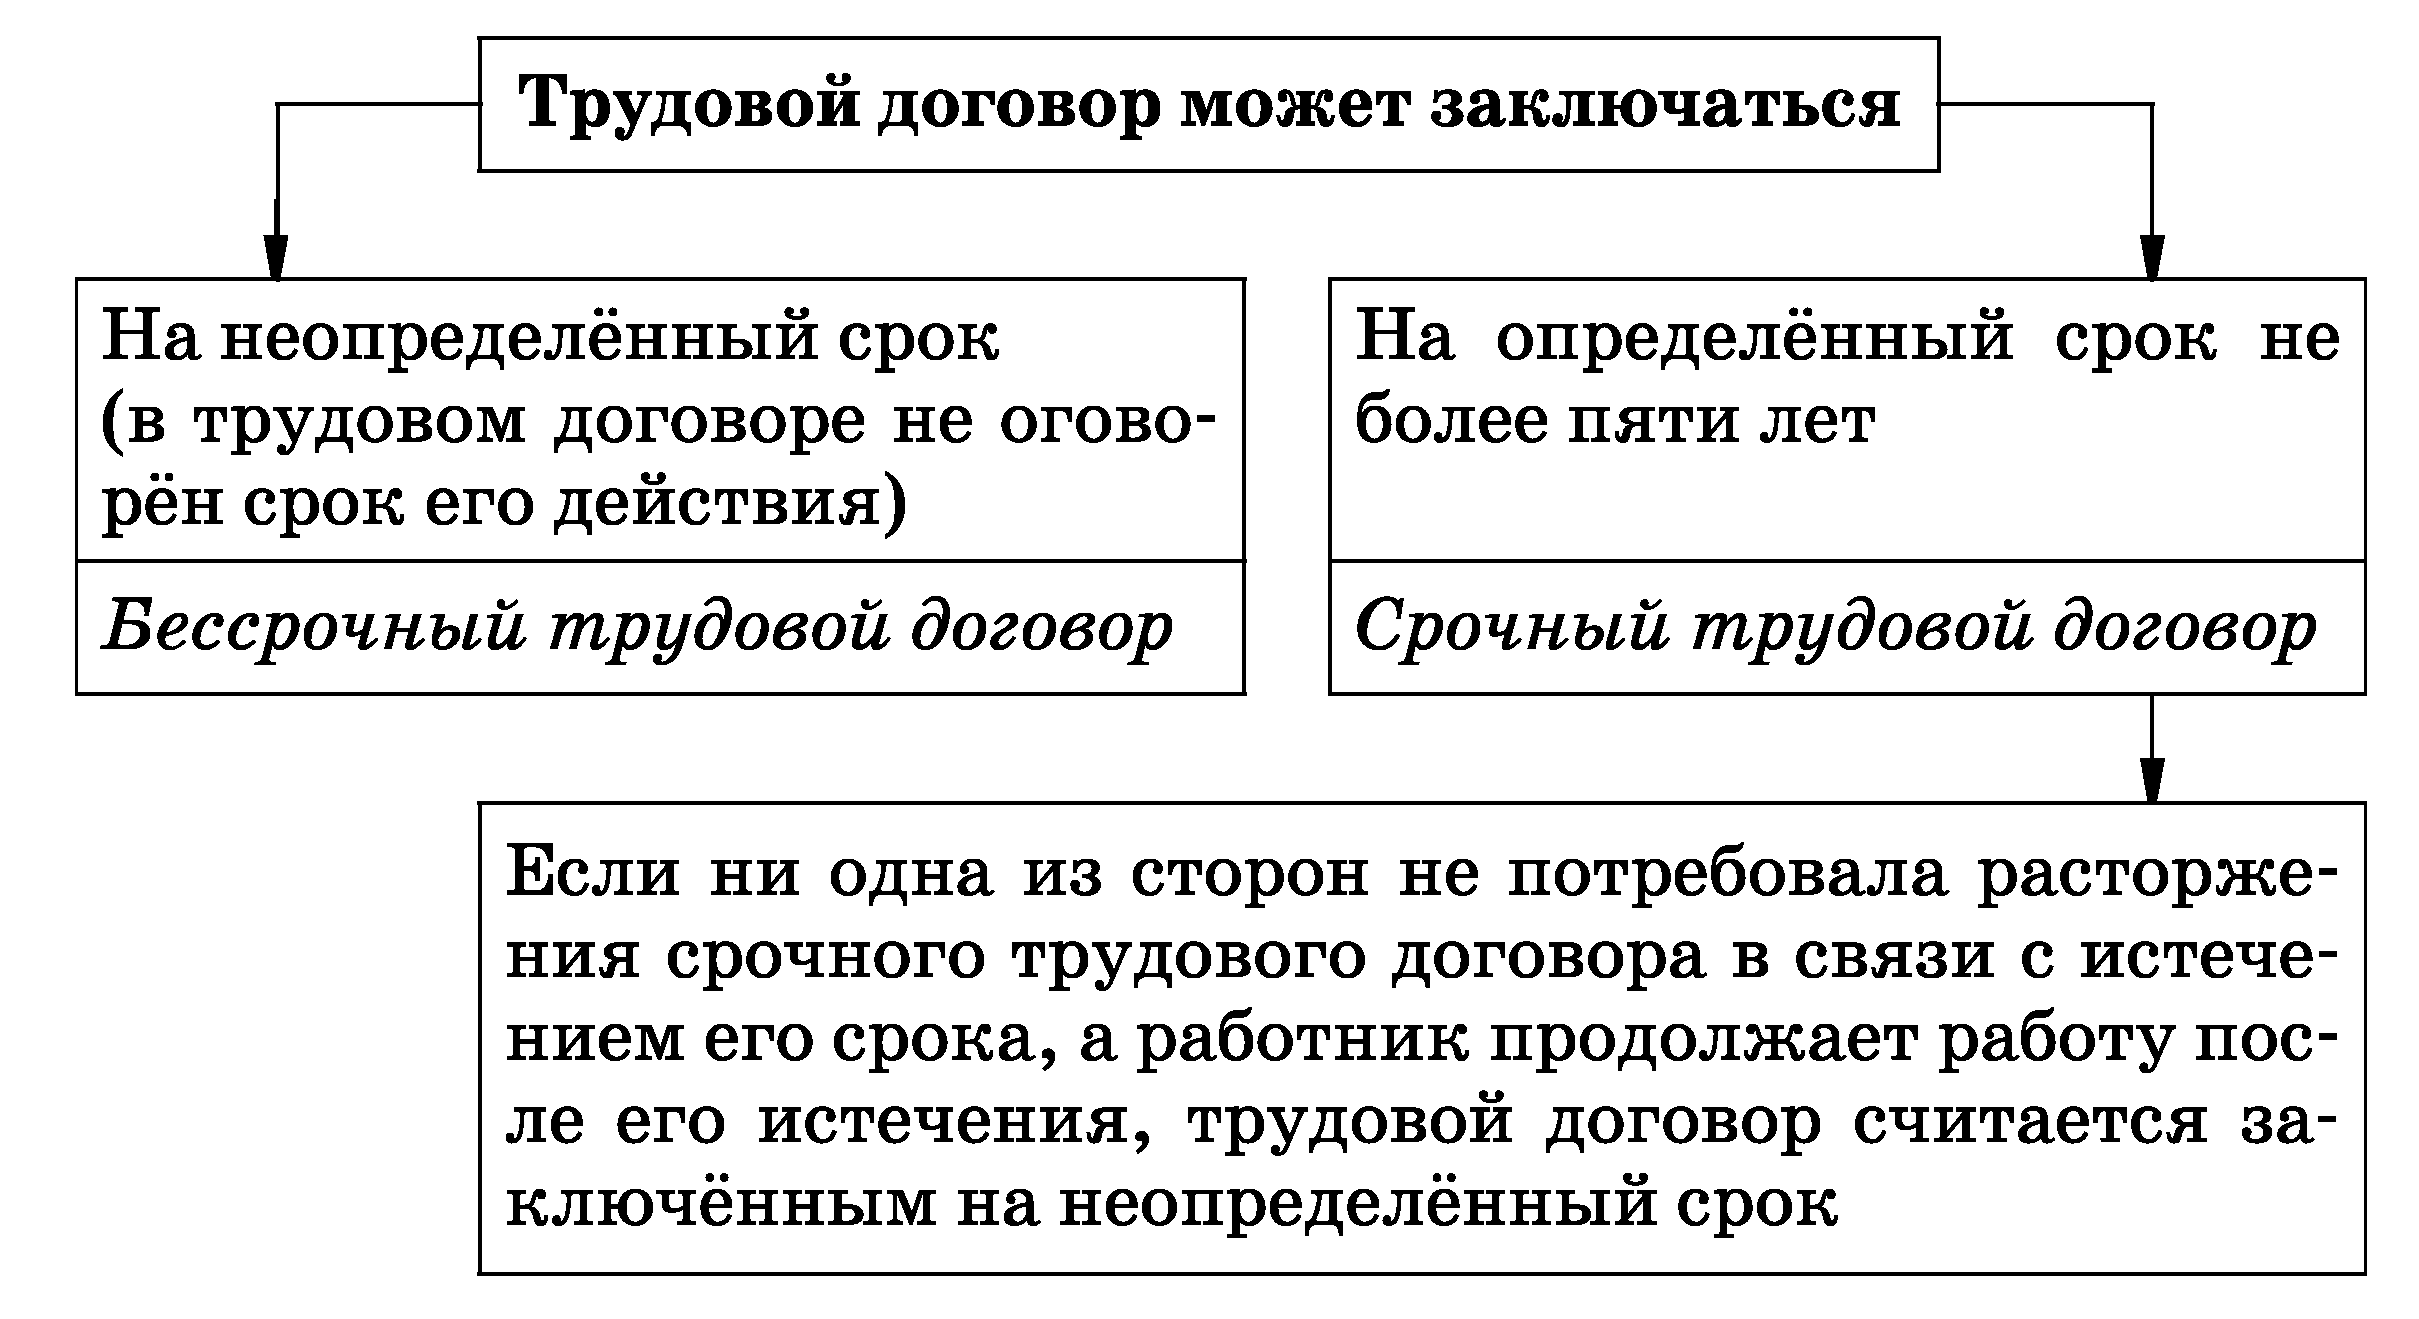 Трудовой договор может заключаться
На неопределённый срок
(в трудовом договоре не огово-
рён срок его действия)
Бессрочный трудовой договор
На определённый срок не
более пяти лет
Срочный трудовой договор
Если ни одна из сторон не потребовала расторже-
ния срочного трудового договора в связи с истече-
нием его срока, а работник продолжает работу пос-
ле его истечения, трудовой договор считается за-
ключённым на неопределённый срок